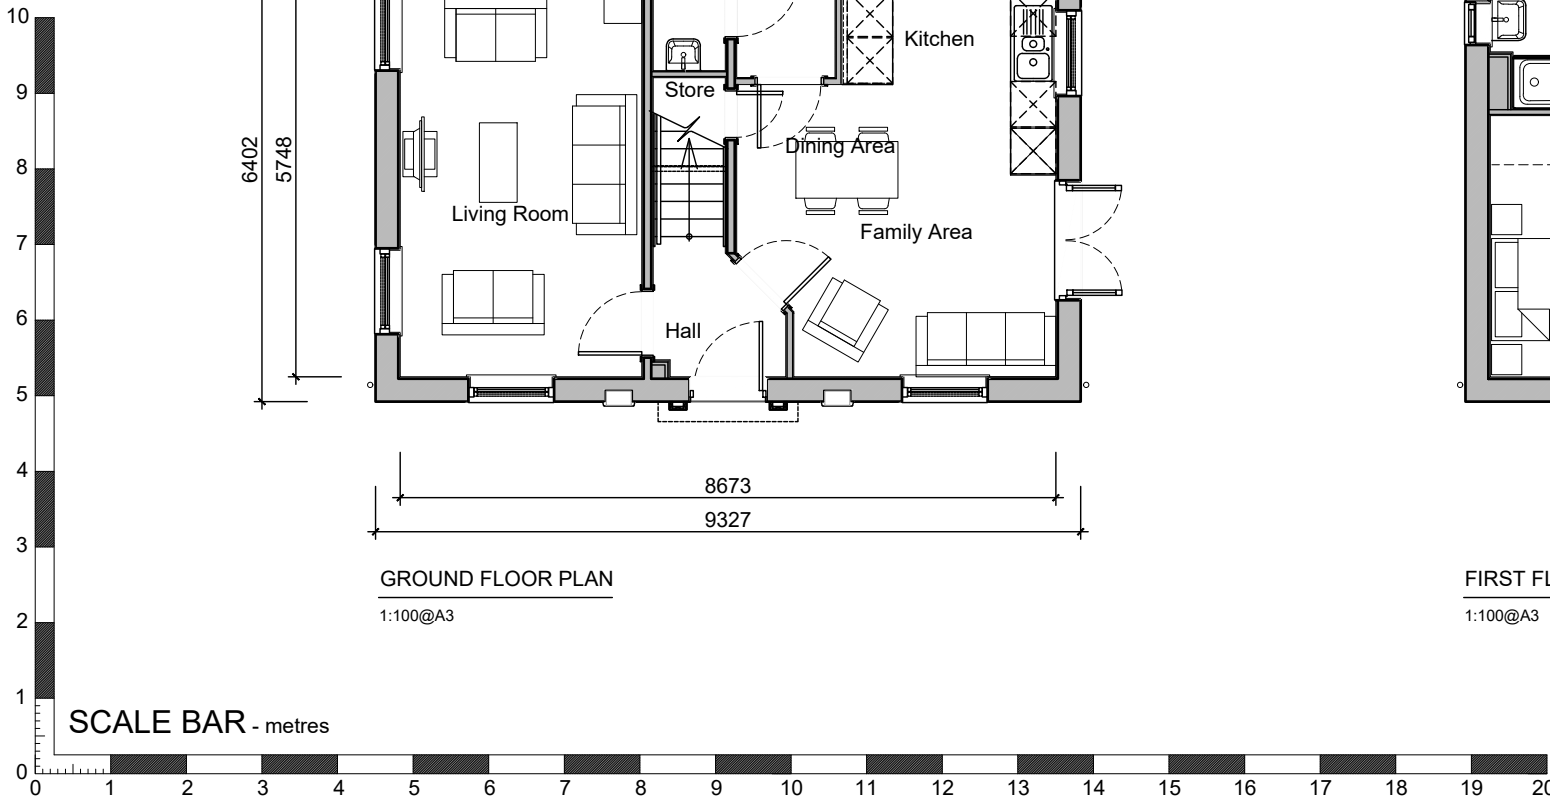 10
9
8
7
6
5
4
3
2
1
0
Kitchen
Store
Dining Area
6402
5748
Living Room
Family Area
Hall
8673
9327
GROUND FLOOR PLAN
1:100@A3
FIRST FL
1:100@A3
SCALE BAR - metres
0 1 2 3 4 5 6 7 8 9 10 11 12 13 14 15 16 17 18 19 20